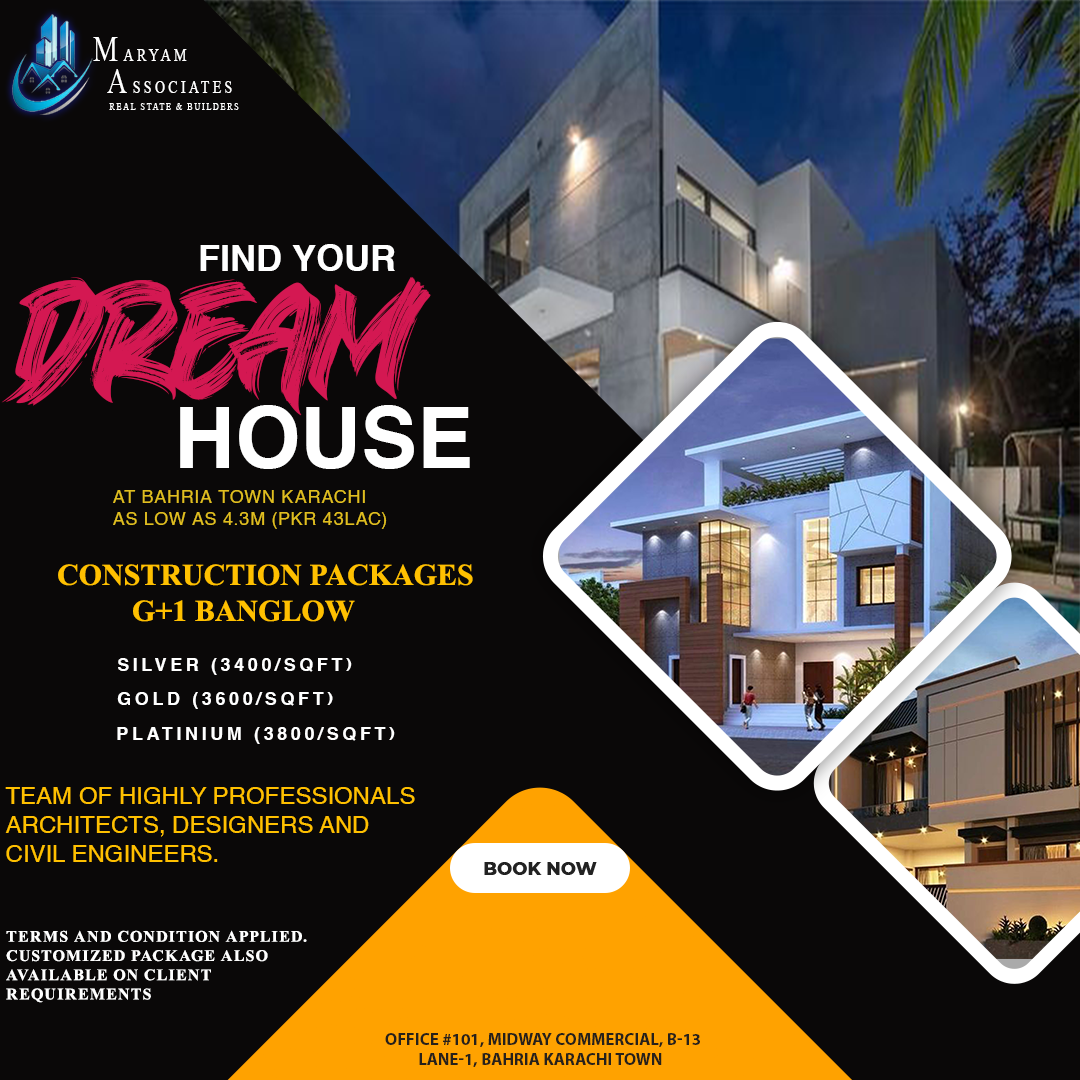 MARYAM
ASSOCIATES
REAL STATE & BUILDERS
FIND YOUR
DREAM
HOUSE
AT BAHRIA TOWN KARACHI
AS LOW AS 4.3M (PKR 43LAC)
CONSTRUCTION PACKAGES
G+1 BANGLOW
SILVER (3400/SQFT)
GOLD (3600/SQFT)
PLATINIUM (3800/SQFT)
TEAM OF HIGHLY PROFESSIONALS
ARCHITECTS, DESIGNERS AND
CIVIL ENGINEERS.
BOOK NOW
TERMS AND CONDITION APPLIED.
CUSTOMIZED PACKAGE ALSO
AVAILABLE ON CLIENT
REQUIREMENTS
OFFICE #101, MIDWAY COMMERCIAL, B-13
LANE-1, BAHRIA KARACHI TOWN